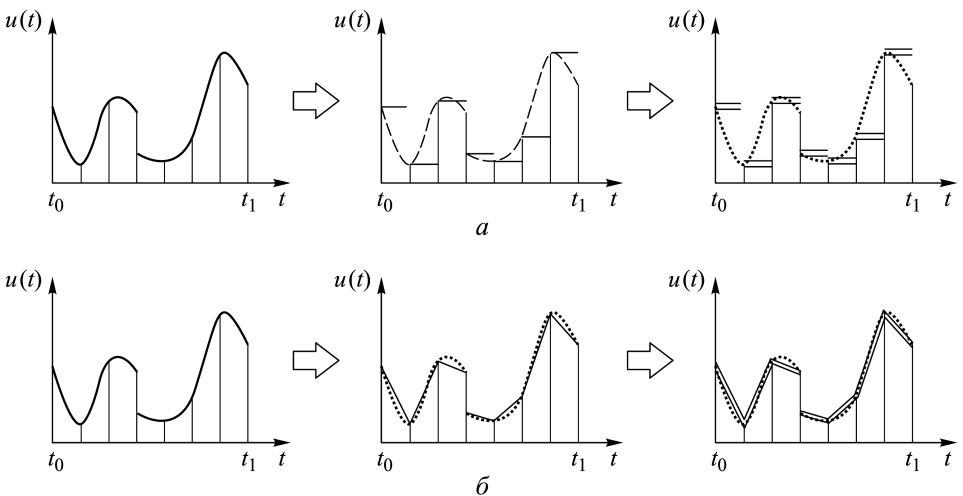 u(t) u(t) u(t)
t₀ t₁ t t₀ t₁ t t₀ t₁ t
а
u(t) u(t) u(t)
t₀ t₁ t t₀ t₁ t t₀ t₁ t
б